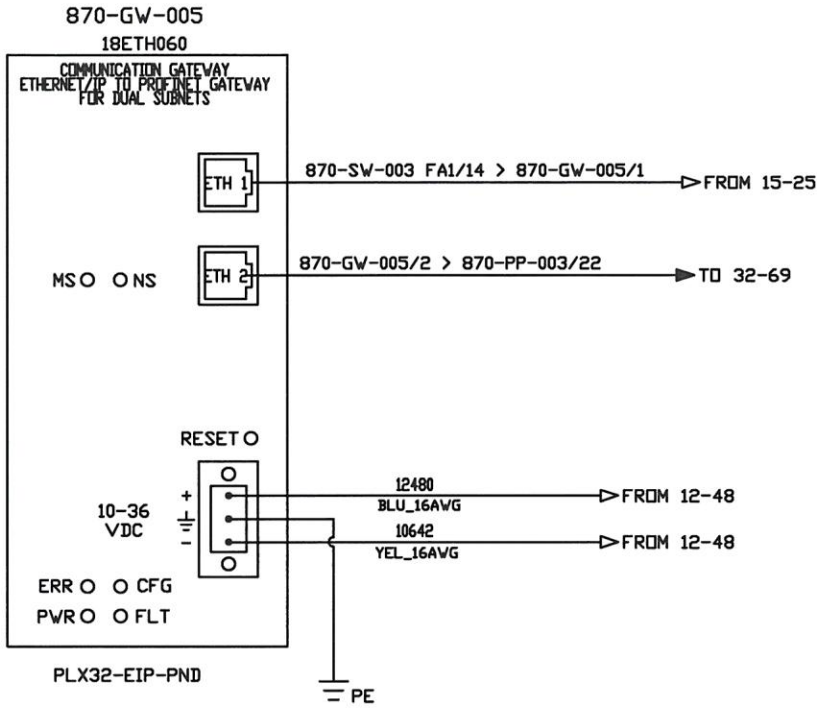 870-GW-005
18ETH060
COMMUNICATION GATEWAY
ETHERNET/IP TO PROFINET GATEWAY
FOR DUAL SUBNETS
ETH 1
870-SW-003 FA1/14 > 870-GW-005/1
FROM 15-25
MS NS
ETH 2
870-GW-005/2 > 870-PP-003/22
TO 32-69
RESET
+
12480
BLU_16AWG
FROM 12-48
10-36
VDC
-
10642
YEL_16AWG
FROM 12-48
ERR CFG
PWR FLT
PLX32-EIP-PND
PE